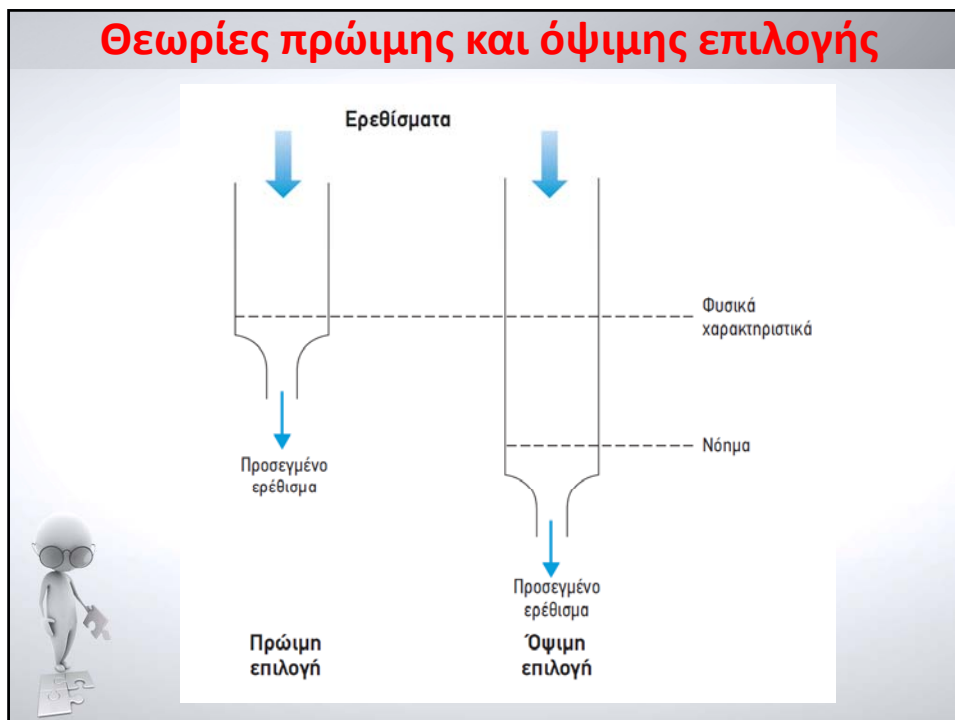 Θεωρίες πρώιμης και όψιμης επιλογής
Ερεθίσματα
Φυσικά
χαρακτηριστικά
Νόημα
Προσεγμένο
ερέθισμα
Προσεγμένο
ερέθισμα
Πρώιμη
επιλογή
Όψιμη
επιλογή